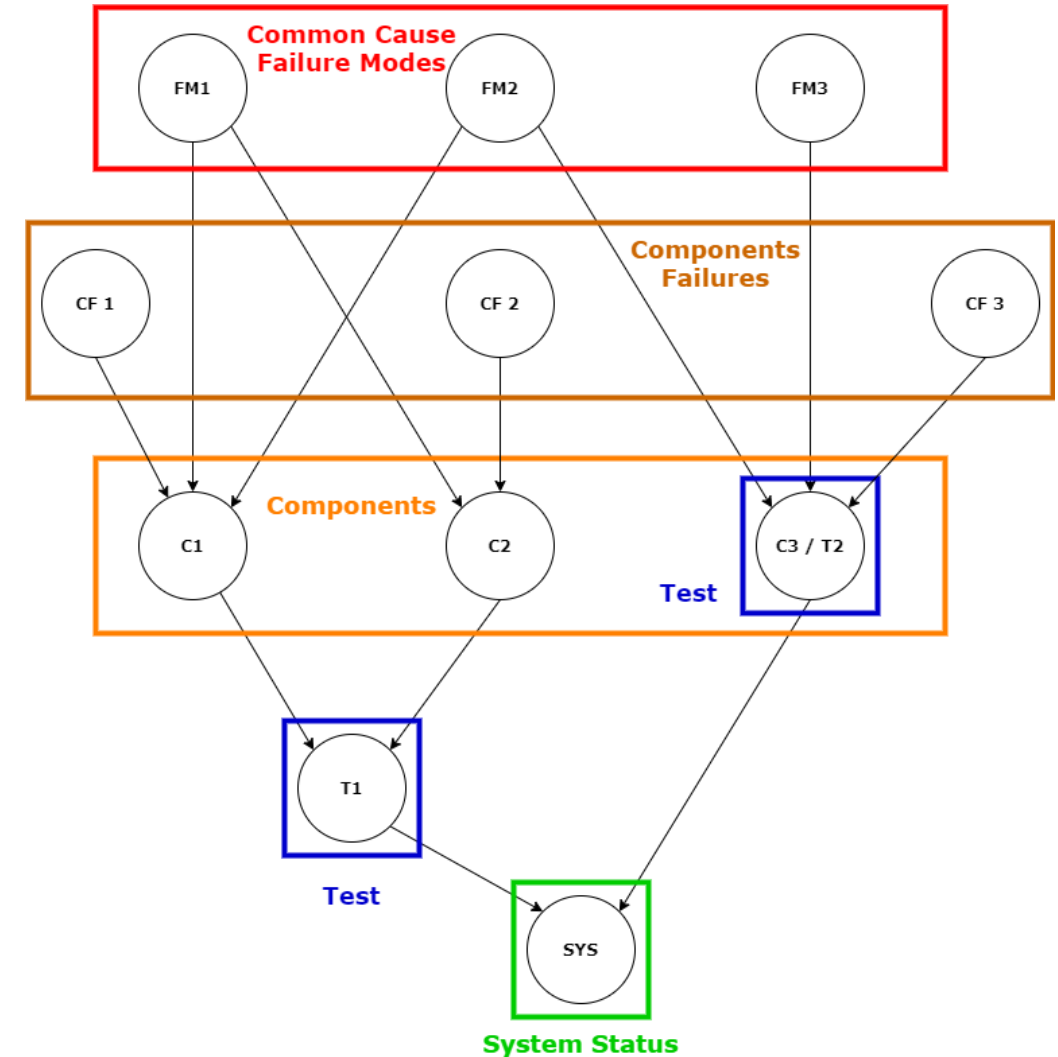 Common Cause
Failure Modes
FM1
FM2
FM3
Components
Failures
CF 1
CF 2
CF 3
Components
C1
C2
C3 / T2
Test
T1
Test
SYS
System Status